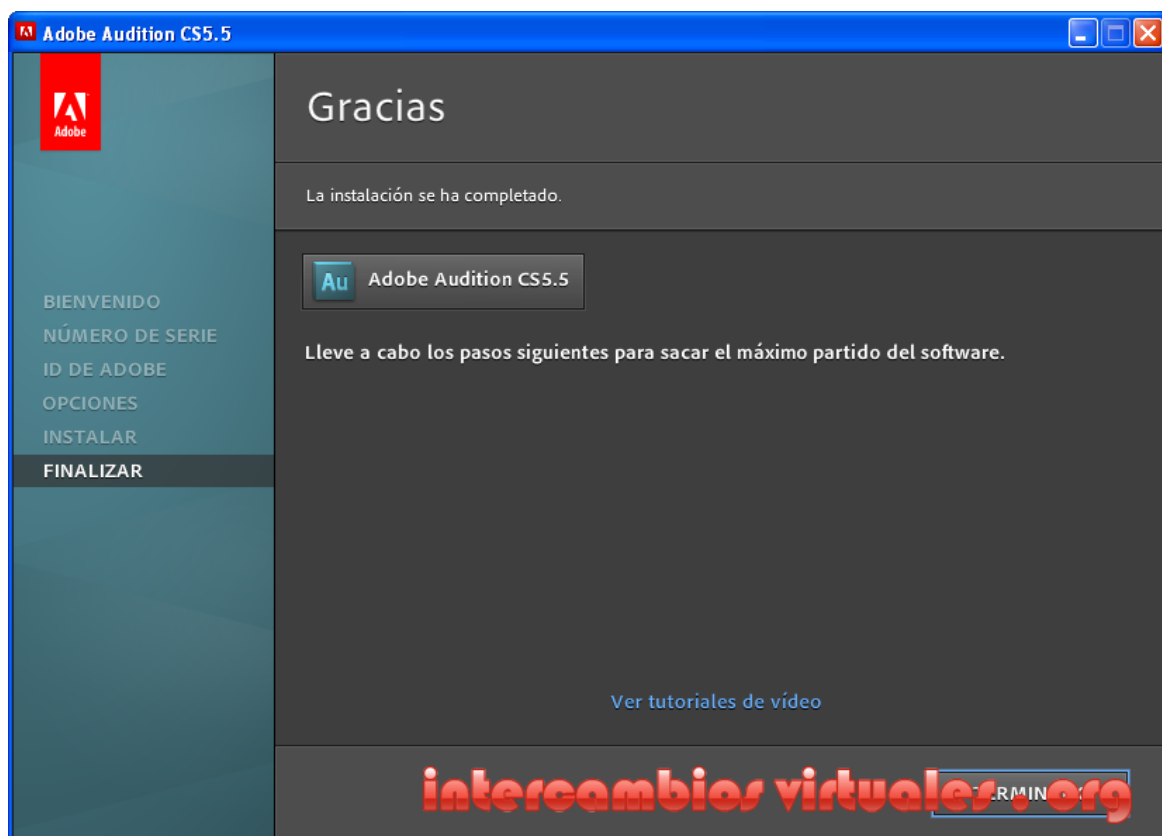 Adobe Audition CS5.5
Adobe
Gracias
La instalación se ha completado.
BIENVENIDO
NÚMERO DE SERIE
ID DE ADOBE
OPCIONES
INSTALAR
FINALIZAR
Au Adobe Audition CS5.5
Lleve a cabo los pasos siguientes para sacar el máximo partido del software.
Ver tutoriales de vídeo
intercambios virtuales.org